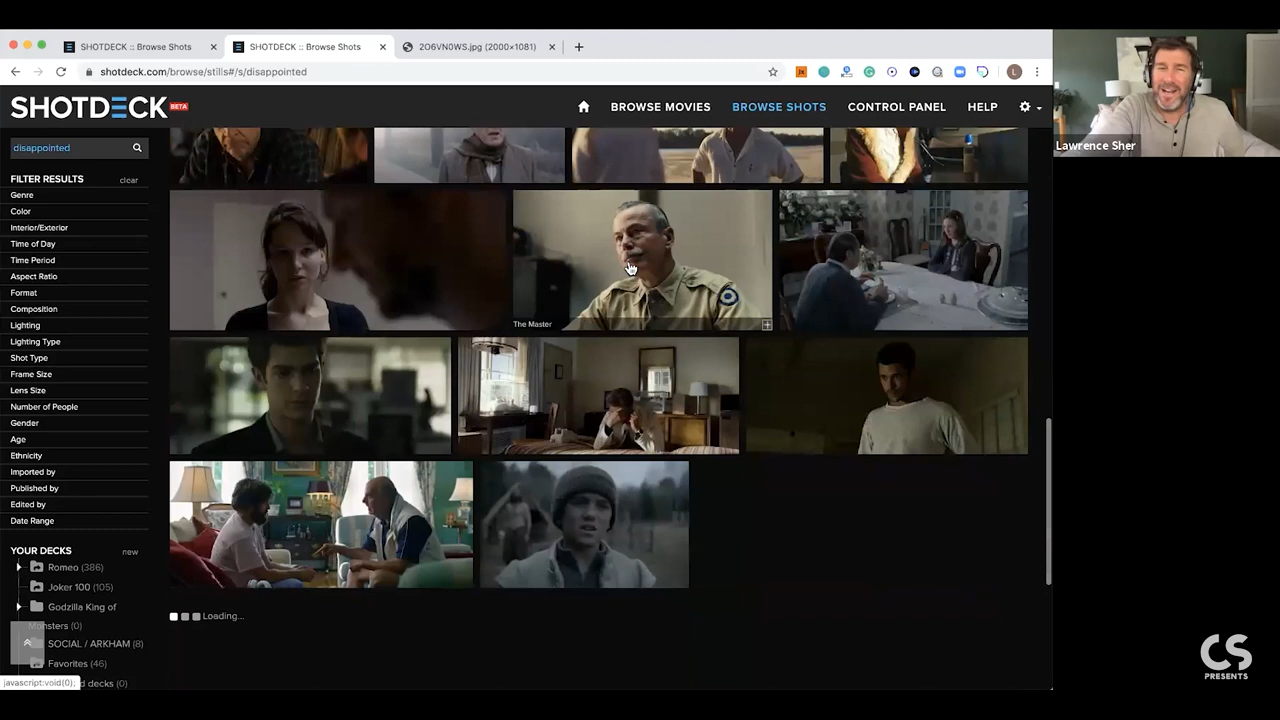 SHOTDECK :: Browse Shots
SHOTDECK :: Browse Shots
2O6VN0WS.jpg (2000×1081)
shotdeck.com/browse/stills#/s/disappointed
L
SHOTDECK BETA
BROWSE MOVIES
BROWSE SHOTS
CONTROL PANEL
HELP
Lawrence Sher
disappointed
FILTER RESULTS
clear
Genre
Color
Interior/Exterior
Time of Day
Time Period
Aspect Ratio
Format
Composition
Lighting
Lighting Type
Shot Type
Frame Size
Lens Size
Number of People
Gender
Age
Ethnicity
Imported by
Published by
Edited by
Date Range
The Master
YOUR DECKS
new
Romeo (386)
Joker 100 (105)
Godzilla King of
Monsters (0)
SOCIAL / ARKHAM (8)
Favorites (46)
d decks (0)
Loading...
javascript:void(0);
CS
PRESENTS